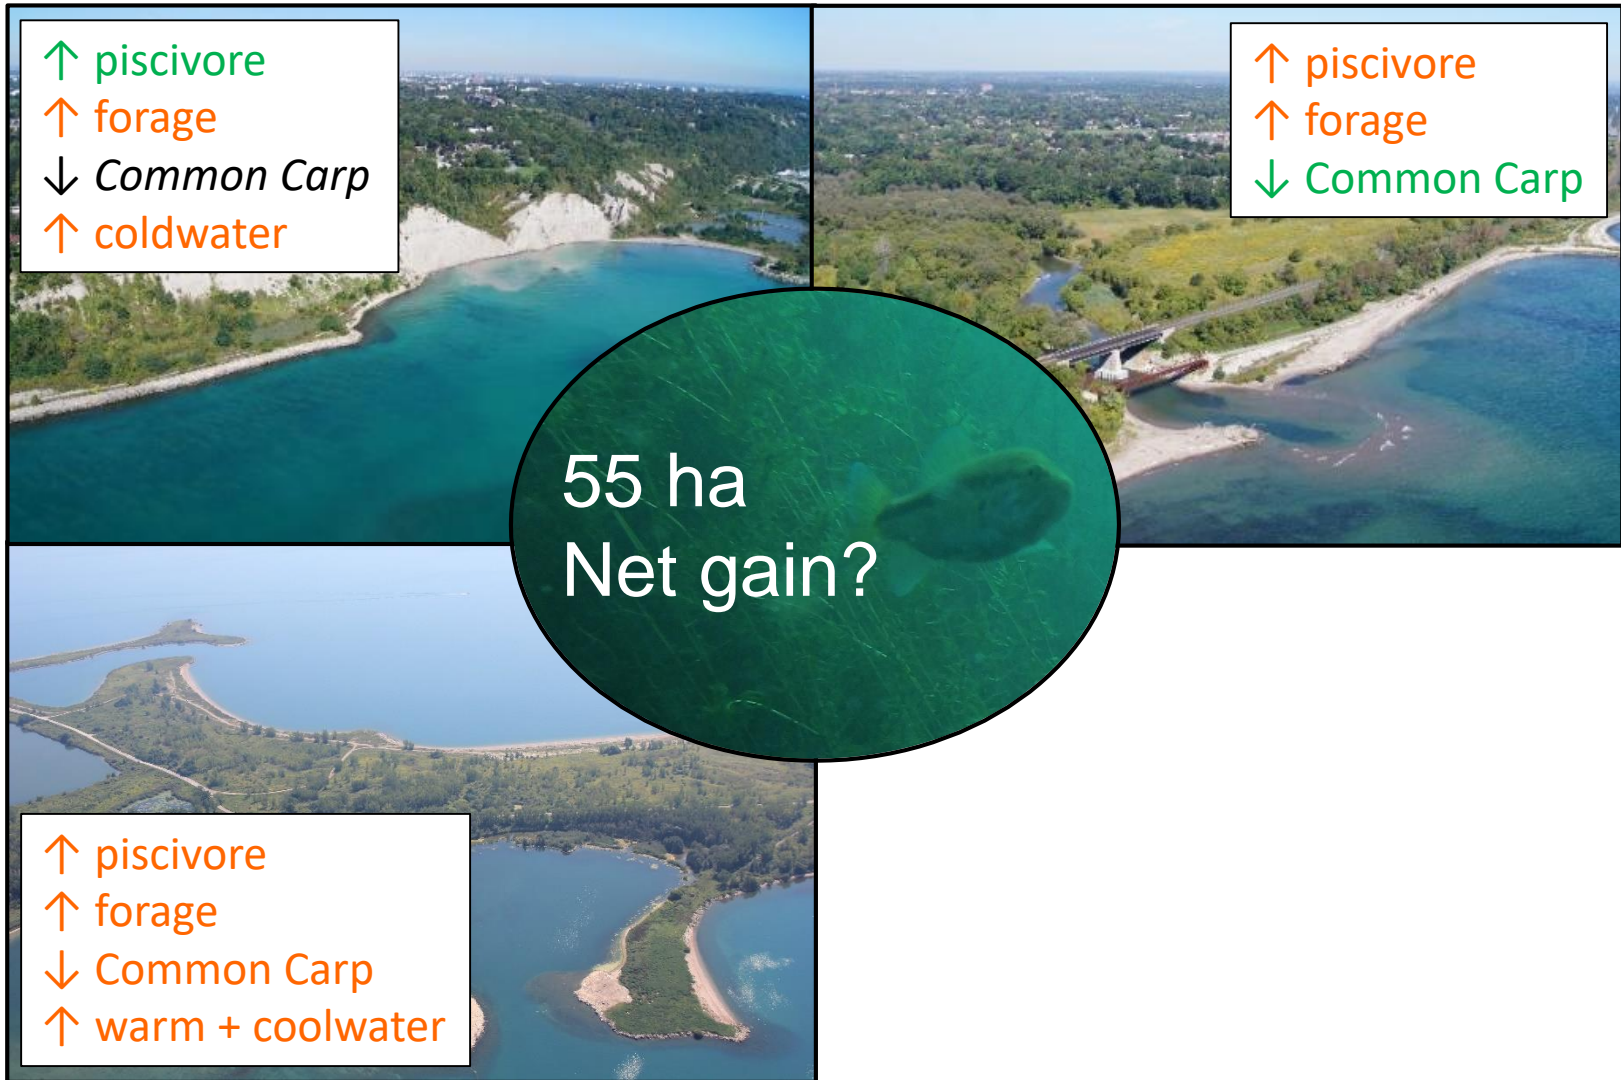 ↑ piscivore
↑ forage
↓ Common Carp
↑ coldwater
↑ piscivore
↑ forage
↓ Common Carp
55 ha
Net gain?
↑ piscivore
↑ forage
↓ Common Carp
↑ warm + coolwater